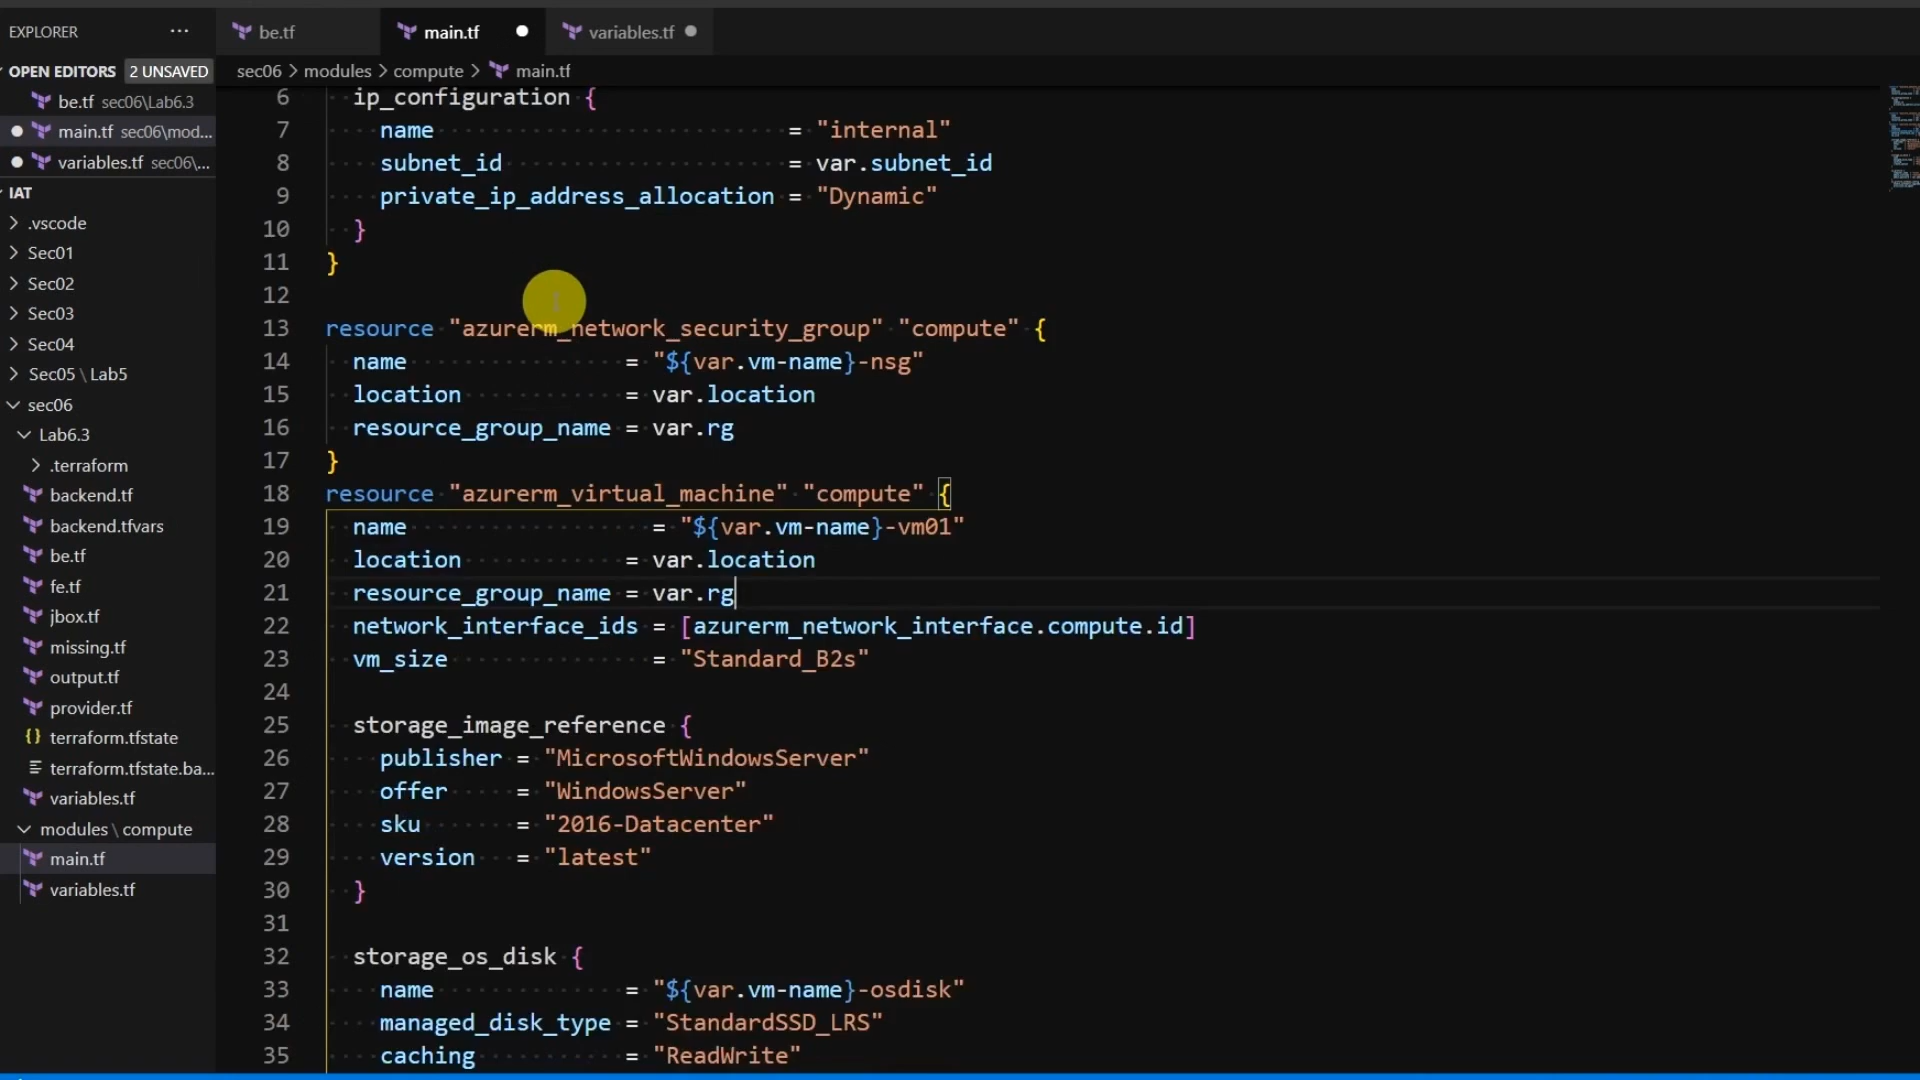 EXPLORER
be.tf
main.tf
variables.tf
OPEN EDITORS 2 UNSAVED
sec06 > modules > compute > main.tf
be.tf sec06\Lab6.3
main.tf sec06\mod...
variables.tf sec06\...
IAT
.vscode
Sec01
Sec02
Sec03
Sec04
Sec05 \ Lab5
sec06
Lab6.3
.terraform
backend.tf
backend.tfvars
be.tf
fe.tf
jbox.tf
missing.tf
output.tf
provider.tf
terraform.tfstate
terraform.tfstate.ba...
variables.tf
modules \ compute
main.tf
variables.tf
6 ip_configuration {
7 name = "internal"
8 subnet_id = var.subnet_id
9 private_ip_address_allocation = "Dynamic"
10 }
11 }
12
13 resource "azurerm_network_security_group" "compute" {
14 name = "${var.vm-name}-nsg"
15 location = var.location
16 resource_group_name = var.rg
17 }
18 resource "azurerm_virtual_machine" "compute" {
19 name = "${var.vm-name}-vm01"
20 location = var.location
21 resource_group_name = var.rg
22 network_interface_ids = [azurerm_network_interface.compute.id]
23 vm_size = "Standard_B2s"
24
25 storage_image_reference {
26 publisher = "MicrosoftWindowsServer"
27 offer = "WindowsServer"
28 sku = "2016-Datacenter"
29 version = "latest"
30 }
31
32 storage_os_disk {
33 name = "${var.vm-name}-osdisk"
34 managed_disk_type = "StandardSSD_LRS"
35 caching = "ReadWrite"